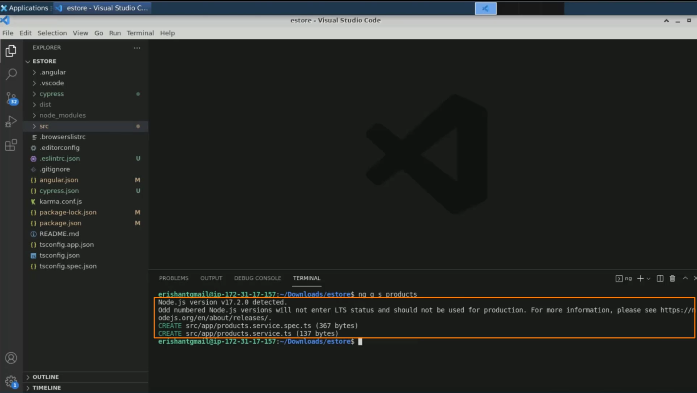 Applications
estore - Visual Studio C...
estore - Visual Studio Code
File Edit Selection View Go Run Terminal Help
EXPLORER
ESTORE
.angular
.vscode
cypress
dist
node_modules
src
.browserslistrc
.editorconfig
.eslintrc.json U
.gitignore
angular.json M
cypress.json U
karma.conf.js
package-lock.json M
package.json M
README.md
tsconfig.app.json
tsconfig.json
tsconfig.spec.json
OUTLINE
TIMELINE
PROBLEMS OUTPUT DEBUG CONSOLE TERMINAL
ng
erishantgmail@ip-172-31-17-157:~/Downloads/estore$ ng g s products
Node.js version v17.2.0 detected.
Odd numbered Node.js versions will not enter LTS status and should not be used for production. For more information, please see https://n
odejs.org/en/about/releases/.
CREATE src/app/products.service.spec.ts (367 bytes)
CREATE src/app/products.service.ts (137 bytes)
erishantgmail@ip-172-31-17-157:~/Downloads/estore$